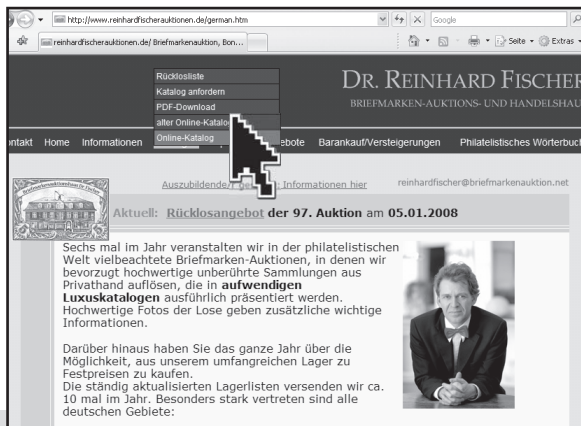 http://www.reinhardfischerauktionen.de/german.htm
Google
reinhardfischerauktionen.de/ Briefmarkenauktion, Bon...
Seite
Extras
Rücklosliste
Katalog anfordern
PDF-Download
alter Online-Katalog
Online-Katalog
DR. REINHARD FISCHER
BRIEFMARKEN-AUKTIONS- UND HANDELSHAU
ontakt Home Informationen ebote Barankauf/Versteigerungen Philatelistisches Wörterbuch
Informationen hier
reinhardfischer@briefmarkenauktion.net
Aktuell: Rücklosangebot der 97. Auktion am 05.01.2008
Sechs mal im Jahr veranstalten wir in der philatelistischen
Welt vielbeachtete Briefmarken-Auktionen, in denen wir
bevorzugt hochwertige unberührte Sammlungen aus
Privathand auflösen, die in aufwendigen
Luxuskatalogen ausführlich präsentiert werden.
Hochwertige Fotos der Lose geben zusätzliche wichtige
Informationen.
Darüber hinaus haben Sie das ganze Jahr über die
Möglichkeit, aus unserem umfangreichen Lager zu
Festpreisen zu kaufen.
Die ständig aktualisierten Lagerlisten versenden wir ca.
10 mal im Jahr. Besonders stark vertreten sind alle
deutschen Gebiete: